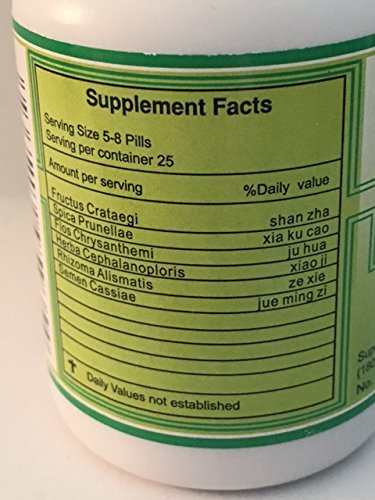 Supplement Facts
Serving Size 5-8 Pills
Serving per container 25
Amount per serving %Daily value
Fructus Crataegi shan zha
Spica Prunellae xia ku cao
Flos Chrysanthemi ju hua
Herba Cephalanoploris xiao ji
Rhizoma Alismatis ze xie
Semen Cassiae jue ming zi
† Daily Values not established
(180
No.